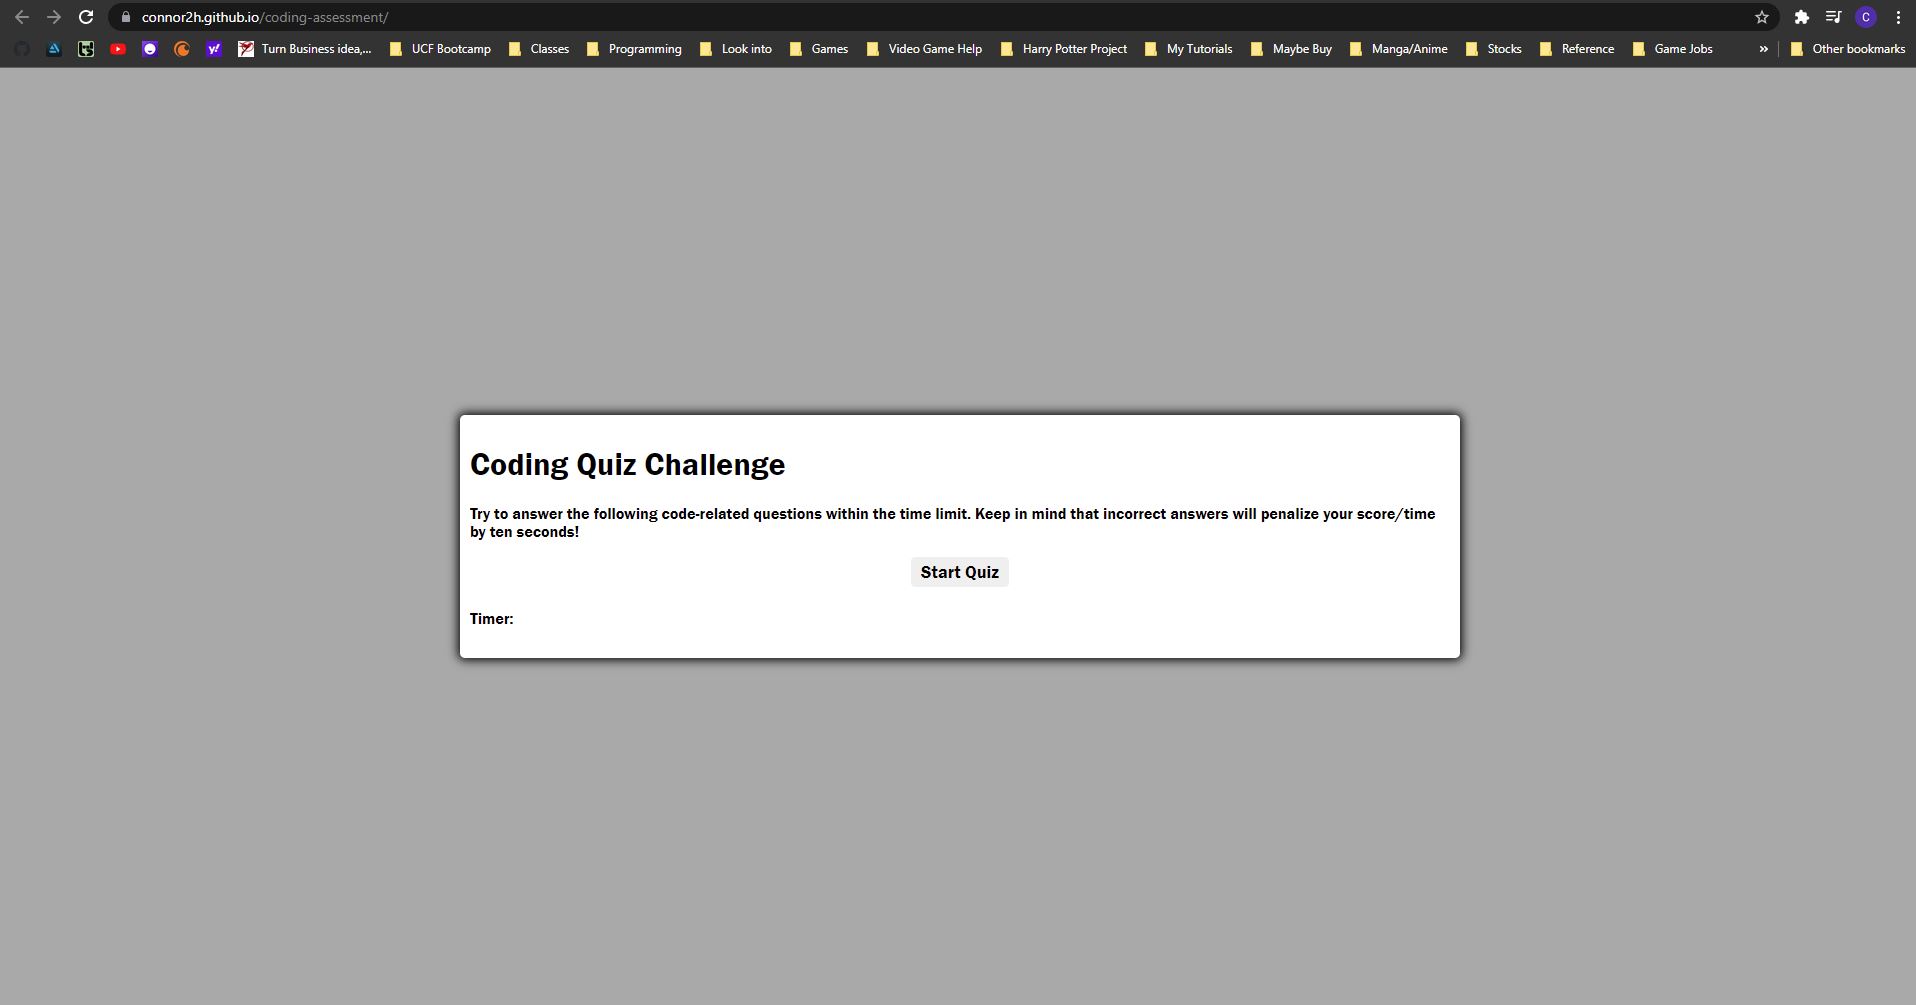 connor2h.github.io/coding-assessment/
C
y! Turn Business idea,... UCF Bootcamp Classes Programming Look into Games Video Game Help Harry Potter Project My Tutorials Maybe Buy Manga/Anime Stocks Reference Game Jobs » Other bookmarks
Coding Quiz Challenge
Try to answer the following code-related questions within the time limit. Keep in mind that incorrect answers will penalize your score/time
by ten seconds!
Start Quiz
Timer: